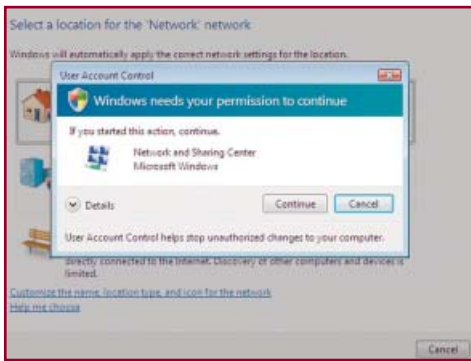 Select a location for the 'Network' network
Windows will automatically apply the correct network settings for the location.
User Account Control
Windows needs your permission to continue
If you started this action, continue.
Network and Sharing Center
Microsoft Windows
Details
Continue
Cancel
User Account Control helps stop unauthorized changes to your computer.
directly connected to the Internet. Discovery of other computers and devices is
limited.
Customize the name, location type, and icon for the network
Help me choose
Cancel